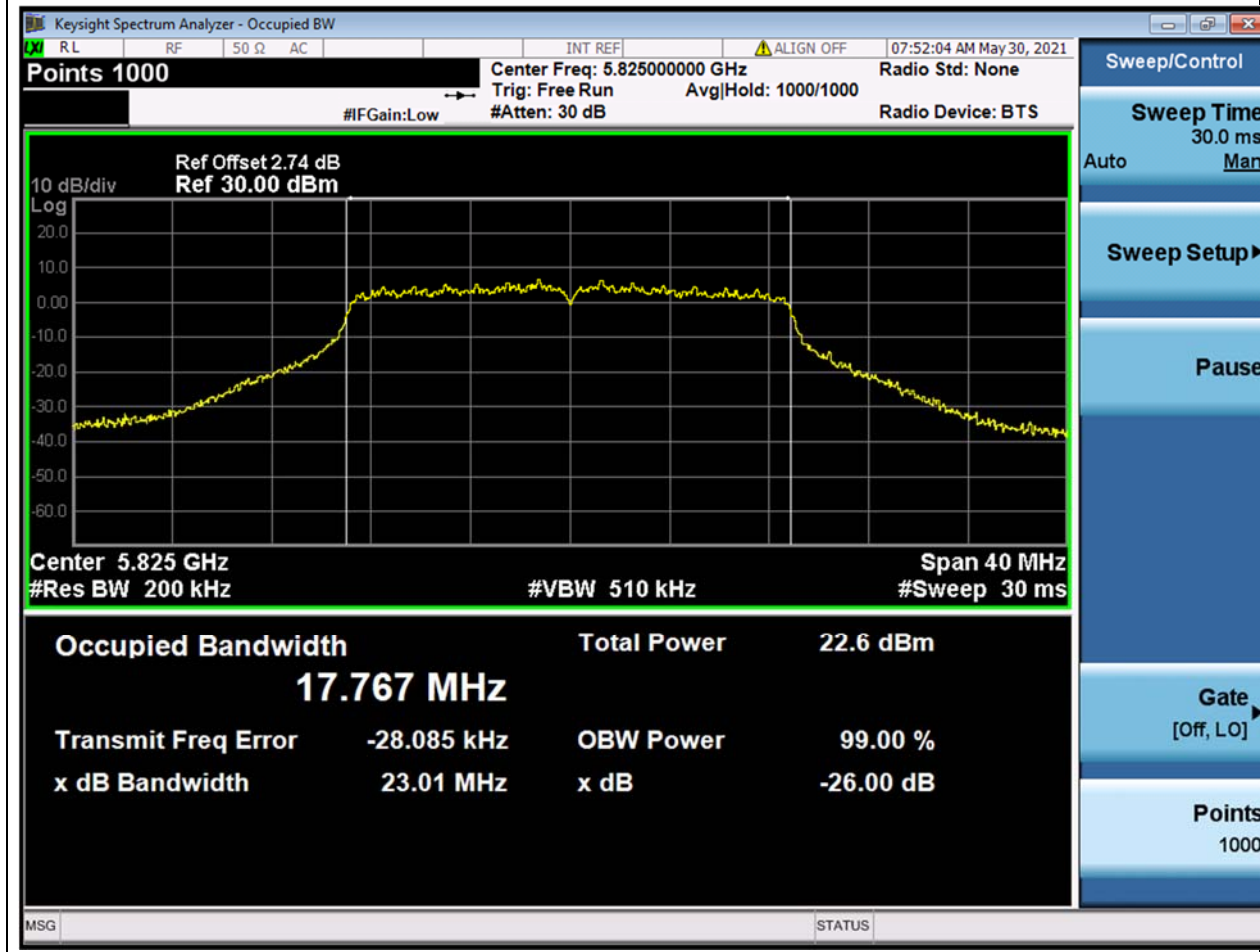 Keysight Spectrum Analyzer - Occupied BW
LXI RL RF 50 Ω AC INT REF ALIGN OFF 07:52:04 AM May 30, 2021
Points 1000
Center Freq: 5.825000000 GHz
Radio Std: None
Trig: Free Run Avg|Hold: 1000/1000
#IFGain:Low #Atten: 30 dB Radio Device: BTS
Ref Offset 2.74 dB
10 dB/div Ref 30.00 dBm
Log
20.0
10.0
0.00
-10.0
-20.0
-30.0
-40.0
-50.0
-60.0
Center 5.825 GHz Span 40 MHz
#Res BW 200 kHz #VBW 510 kHz #Sweep 30 ms
Occupied Bandwidth Total Power 22.6 dBm
17.767 MHz
Transmit Freq Error -28.085 kHz OBW Power 99.00 %
x dB Bandwidth 23.01 MHz x dB -26.00 dB
MSG STATUS
Sweep/Control
Sweep Time
30.0 ms
Auto Man
Sweep Setup
Pause
Gate
[Off, LO]
Points
1000